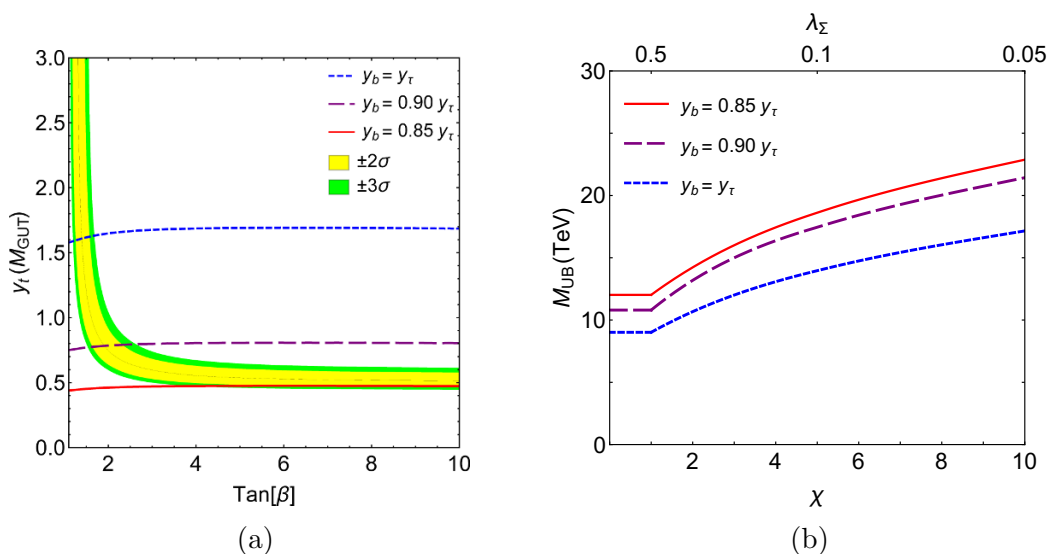 3.0
2.5
2.0
1.5
1.0
0.5
0.0
y_t(M_GUT)
y_b = y_τ
y_b = 0.90 y_τ
y_b = 0.85 y_τ
±2σ
±3σ
2 4 6 8 10
Tan[β]
(a)
λ_Σ
0.5 0.1 0.05
30
20
10
0
M_UB(TeV)
y_b = 0.85 y_τ
y_b = 0.90 y_τ
y_b = y_τ
2 4 6 8 10
χ
(b)